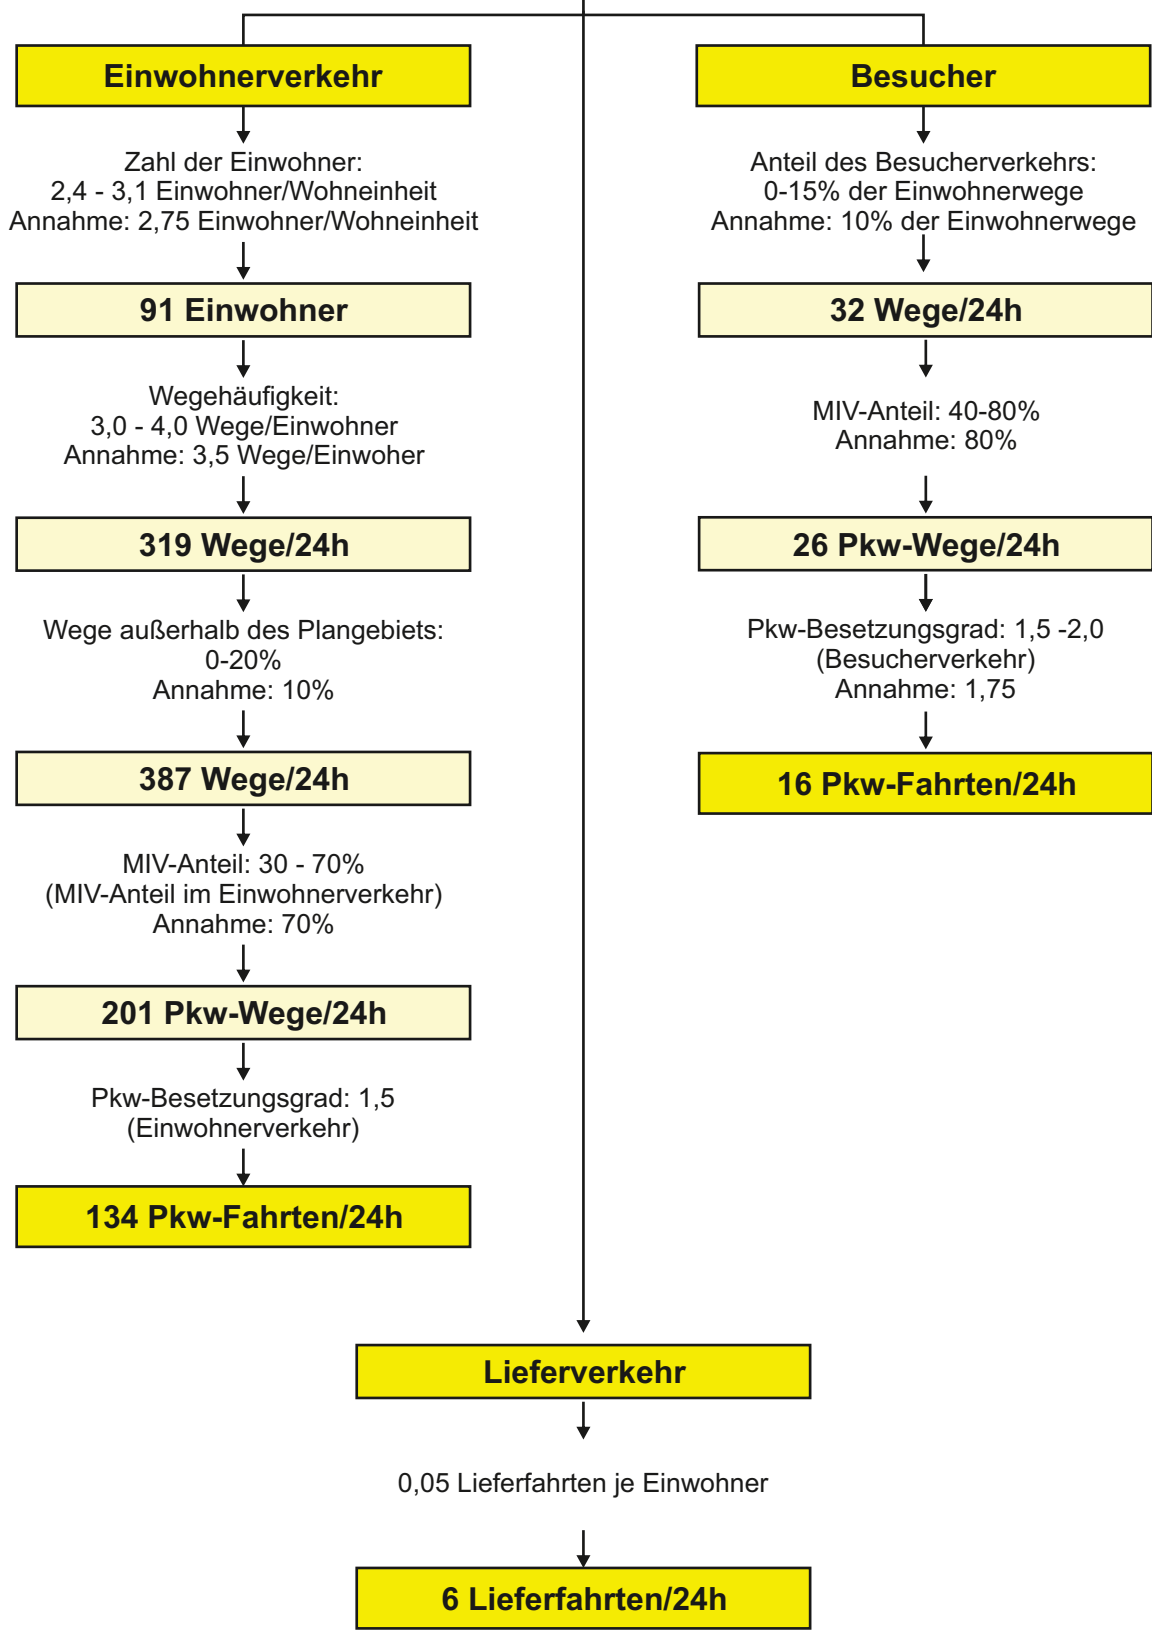 Einwohnerverkehr
Zahl der Einwohner:
2,4 - 3,1 Einwohner/Wohneinheit
Annahme: 2,75 Einwohner/Wohneinheit
91 Einwohner
Wegehäufigkeit:
3,0 - 4,0 Wege/Einwohner
Annahme: 3,5 Wege/Einwoher
319 Wege/24h
Wege außerhalb des Plangebiets:
0-20%
Annahme: 10%
387 Wege/24h
MIV-Anteil: 30 - 70%
(MIV-Anteil im Einwohnerverkehr)
Annahme: 70%
201 Pkw-Wege/24h
Pkw-Besetzungsgrad: 1,5
(Einwohnerverkehr)
134 Pkw-Fahrten/24h
Besucher
Anteil des Besucherverkehrs:
0-15% der Einwohnerwege
Annahme: 10% der Einwohnerwege
32 Wege/24h
MIV-Anteil: 40-80%
Annahme: 80%
26 Pkw-Wege/24h
Pkw-Besetzungsgrad: 1,5 -2,0
(Besucherverkehr)
Annahme: 1,75
16 Pkw-Fahrten/24h
Lieferverkehr
0,05 Lieferfahrten je Einwohner
6 Lieferfahrten/24h